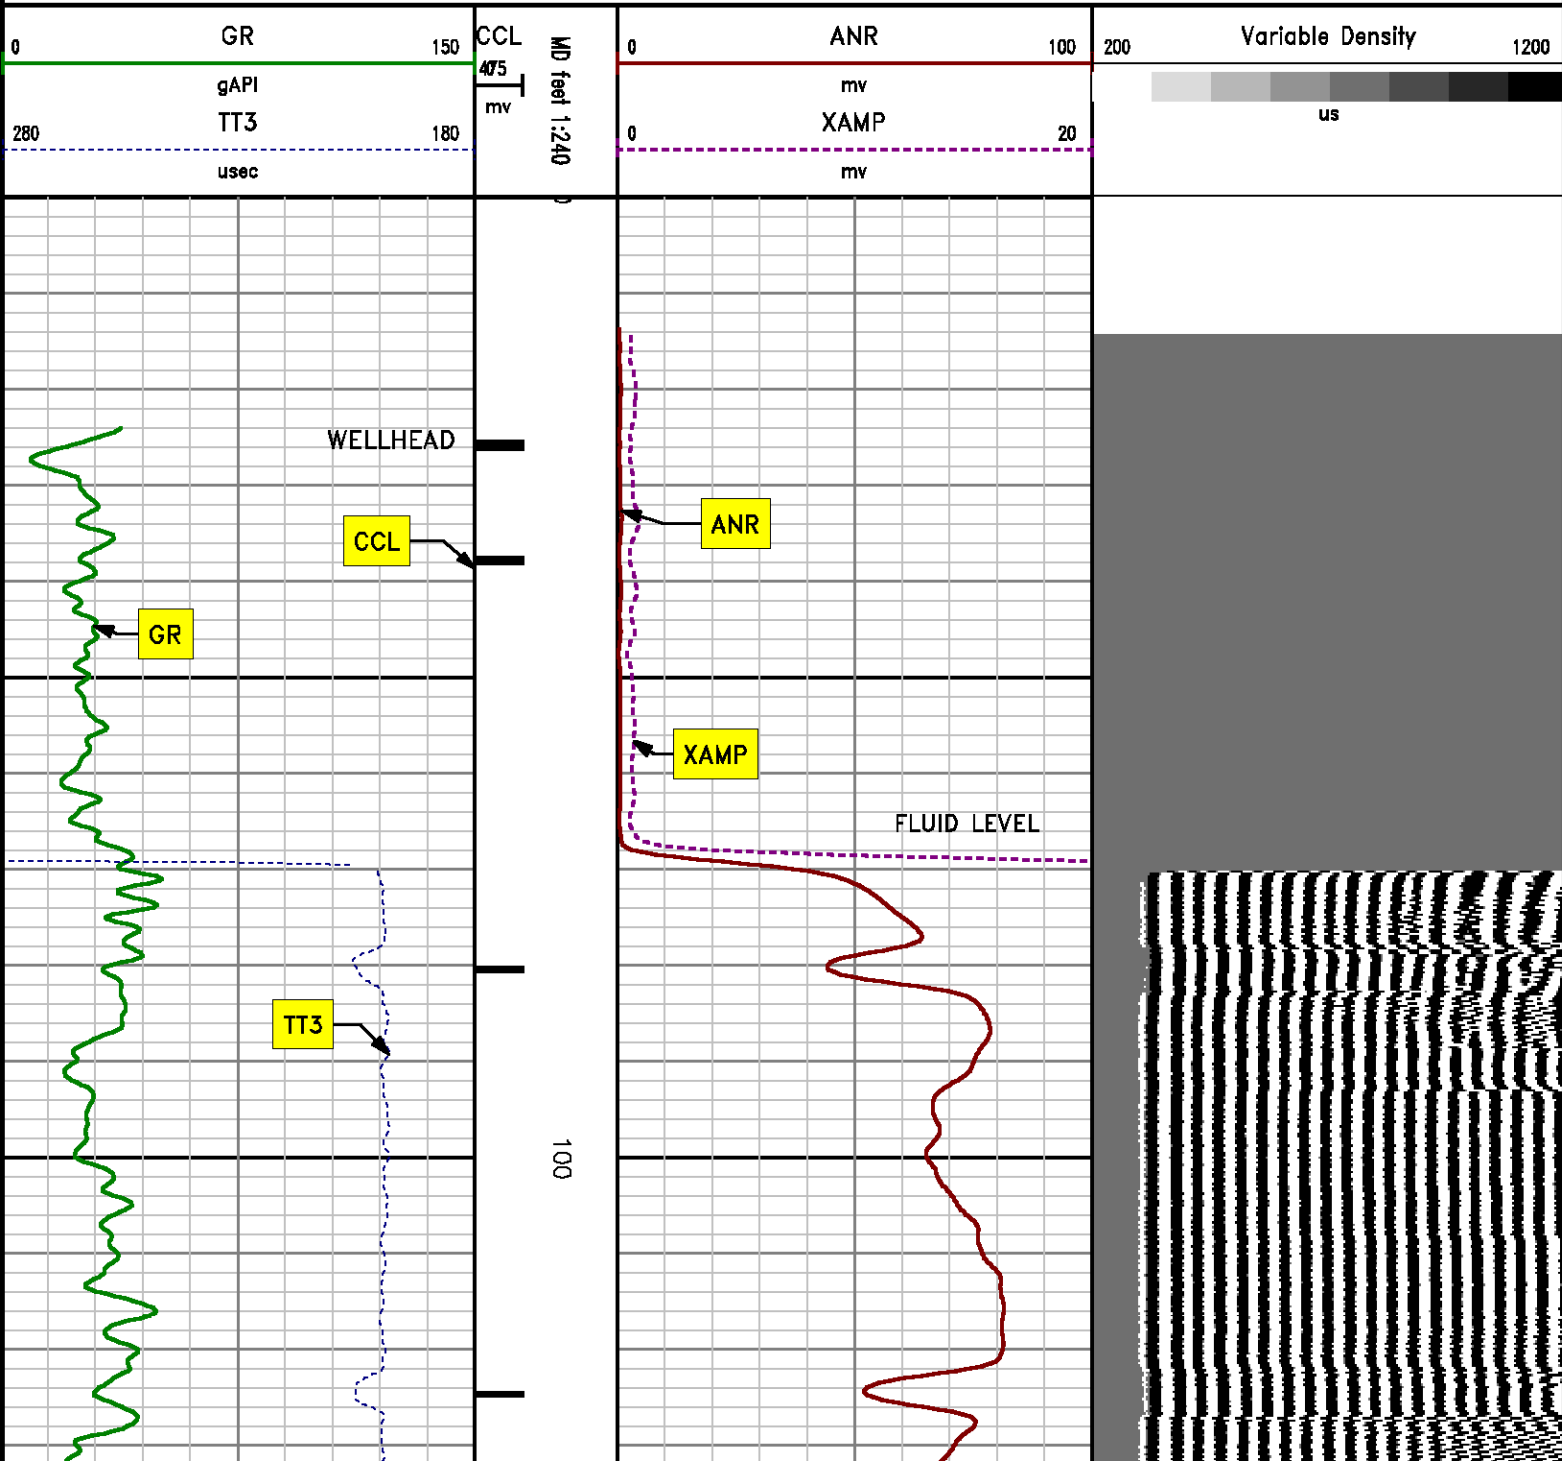 GR
0 150
gAPI
TT3
280 180
usec
CCL
mv
MD feet 1:240
ANR
0 100
mv
XAMP
0 20
mv
Variable Density
200 1200
us
WELLHEAD
CCL
ANR
GR
XAMP
FLUID LEVEL
TT3
100